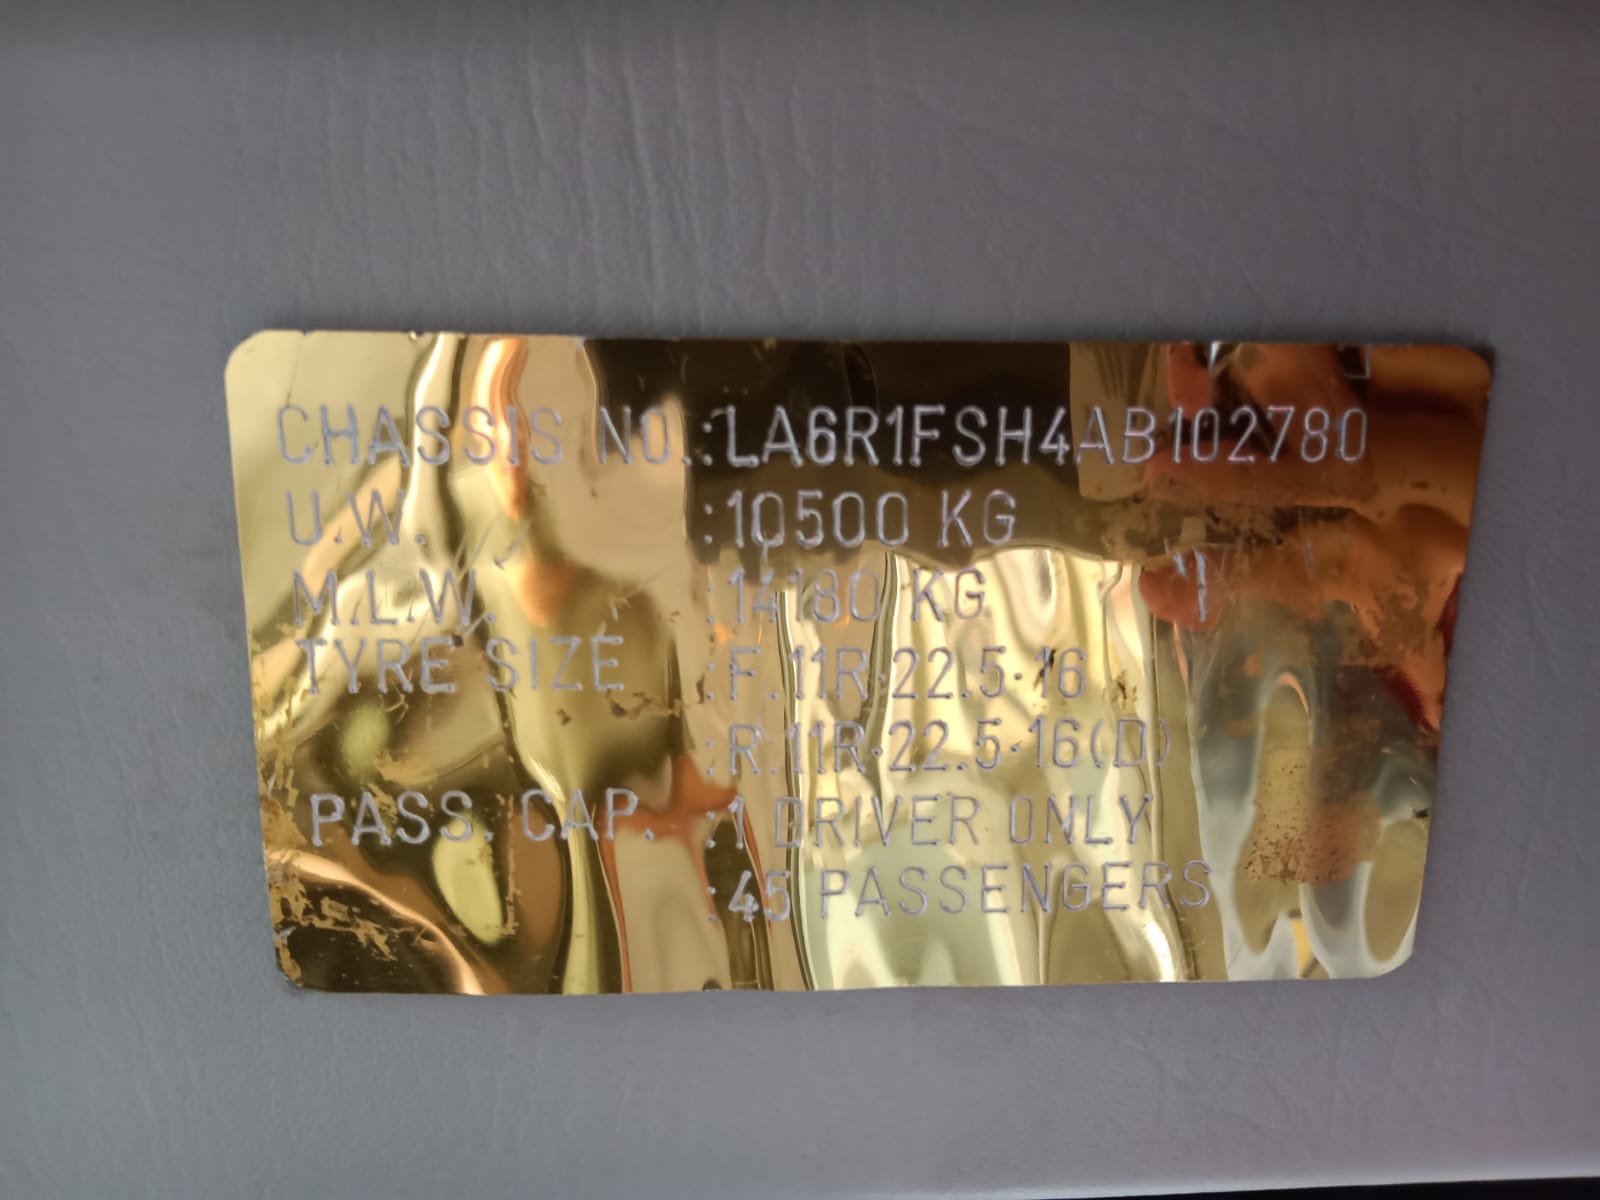 CHASSIS NO.:LA6R1FSH4AB102780
U.W. :10500 KG
M.L.W. :14180 KG
TYRE SIZE :F.11R·22.5·16
:R.11R·22.5·16(D)
PASS. CAP. :1 DRIVER ONLY
:45 PASSENGERS